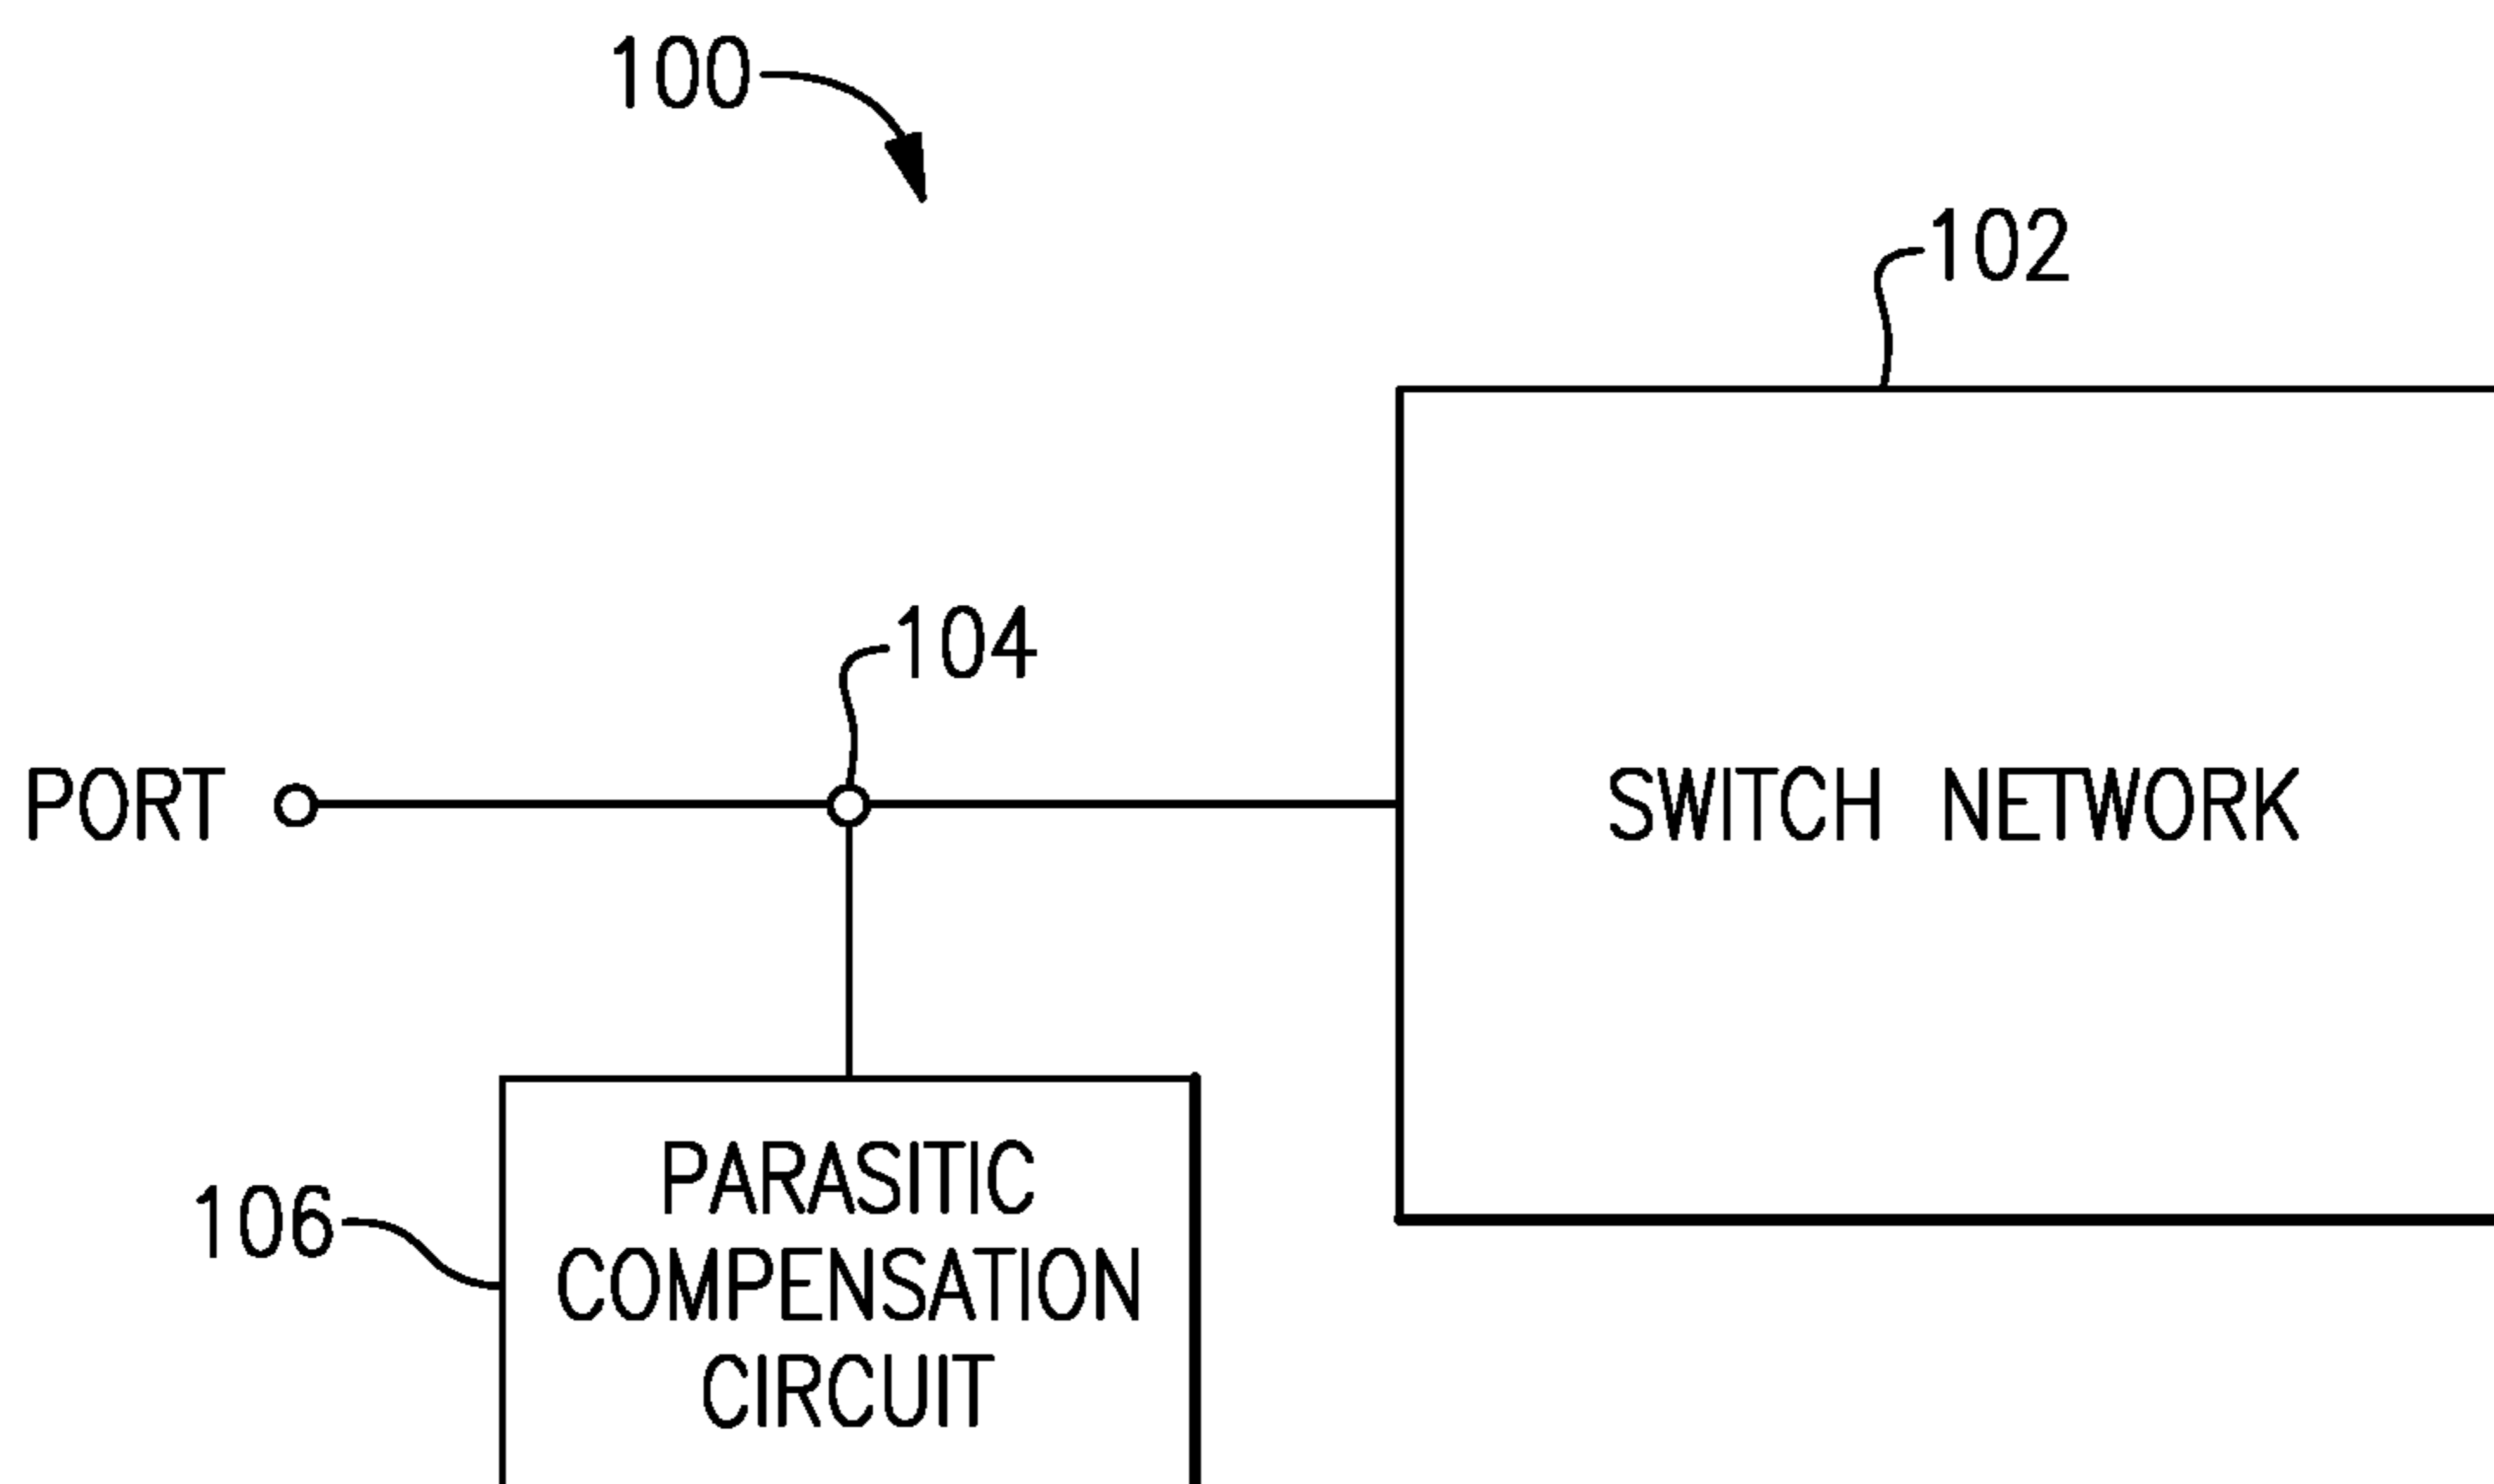 100
102
104
PORT
SWITCH NETWORK
106
PARASITIC
COMPENSATION
CIRCUIT